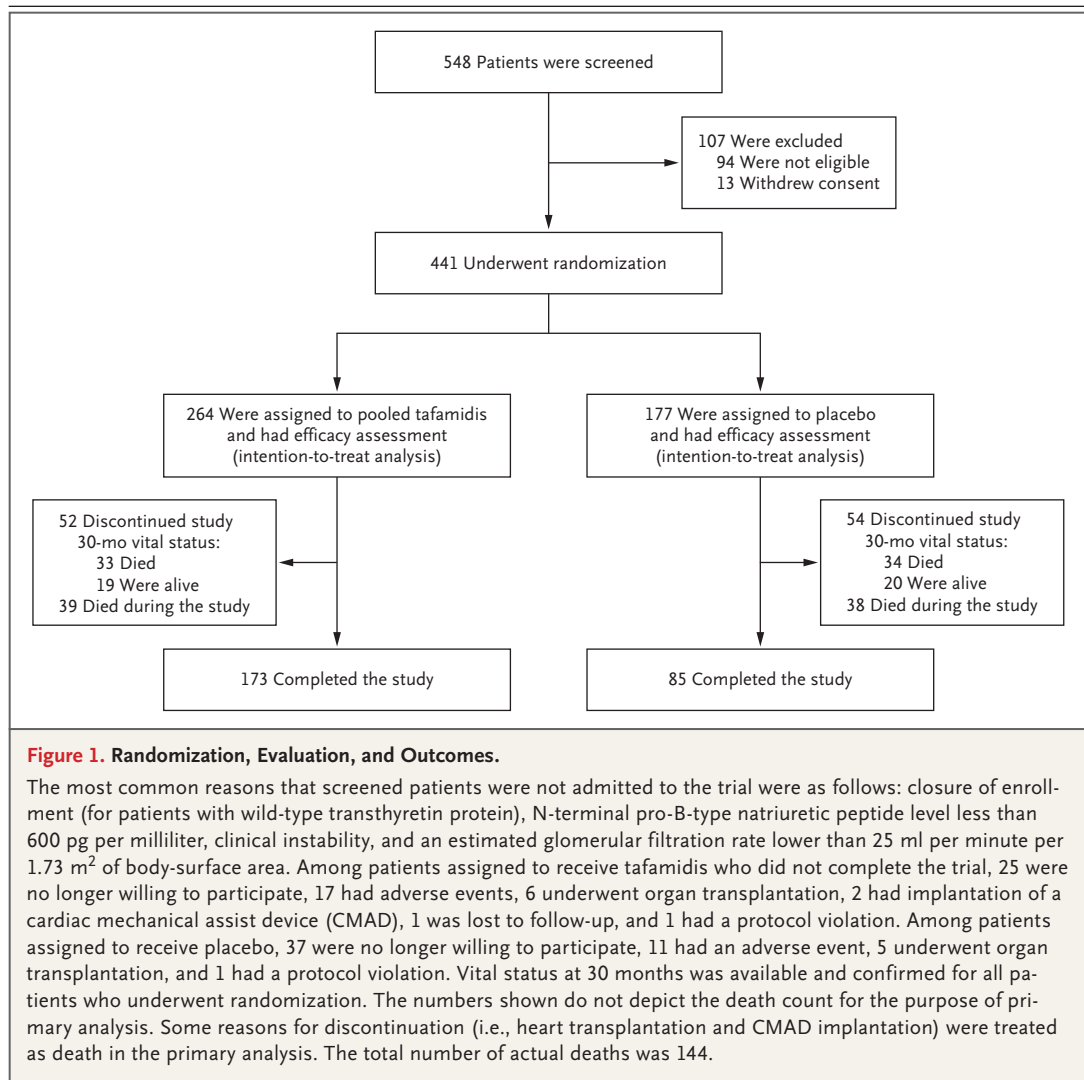 548 Patients were screened
107 Were excluded
94 Were not eligible
13 Withdrew consent
441 Underwent randomization
264 Were assigned to pooled tafamidis
and had efficacy assessment
(intention-to-treat analysis)
177 Were assigned to placebo
and had efficacy assessment
(intention-to-treat analysis)
52 Discontinued study
30-mo vital status:
33 Died
19 Were alive
39 Died during the study
54 Discontinued study
30-mo vital status:
34 Died
20 Were alive
38 Died during the study
173 Completed the study
85 Completed the study
Figure 1. Randomization, Evaluation, and Outcomes.
The most common reasons that screened patients were not admitted to the trial were as follows: closure of enroll-
ment (for patients with wild-type transthyretin protein), N-terminal pro-B-type natriuretic peptide level less than
600 pg per milliliter, clinical instability, and an estimated glomerular filtration rate lower than 25 ml per minute per
1.73 m² of body-surface area. Among patients assigned to receive tafamidis who did not complete the trial, 25 were
no longer willing to participate, 17 had adverse events, 6 underwent organ transplantation, 2 had implantation of a
cardiac mechanical assist device (CMAD), 1 was lost to follow-up, and 1 had a protocol violation. Among patients
assigned to receive placebo, 37 were no longer willing to participate, 11 had an adverse event, 5 underwent organ
transplantation, and 1 had a protocol violation. Vital status at 30 months was available and confirmed for all pa-
tients who underwent randomization. The numbers shown do not depict the death count for the purpose of pri-
mary analysis. Some reasons for discontinuation (i.e., heart transplantation and CMAD implantation) were treated
as death in the primary analysis. The total number of actual deaths was 144.